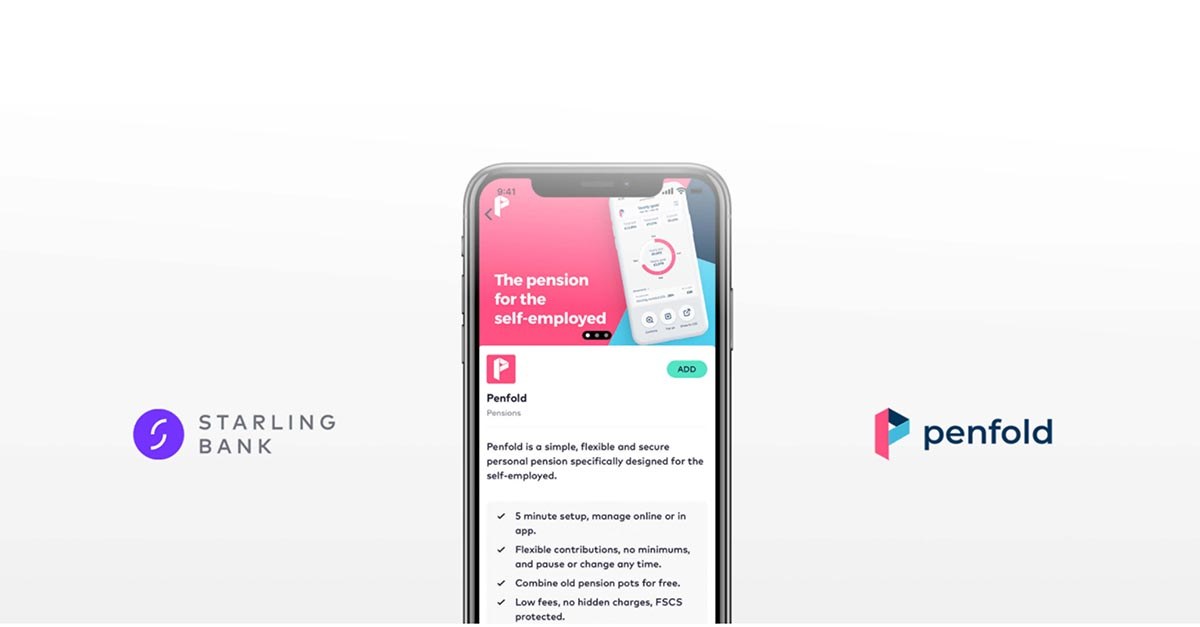 9:41
The pension
for the
self-employed
ADD
Penfold
Pensions
Penfold is a simple, flexible and secure
personal pension specifically designed for the
self-employed.
5 minute setup, manage online or in
app.
Flexible contributions, no minimums,
and pause or change any time.
Combine old pension pots for free.
Low fees, no hidden charges, FSCS
protected.
STARLING
BANK
penfold